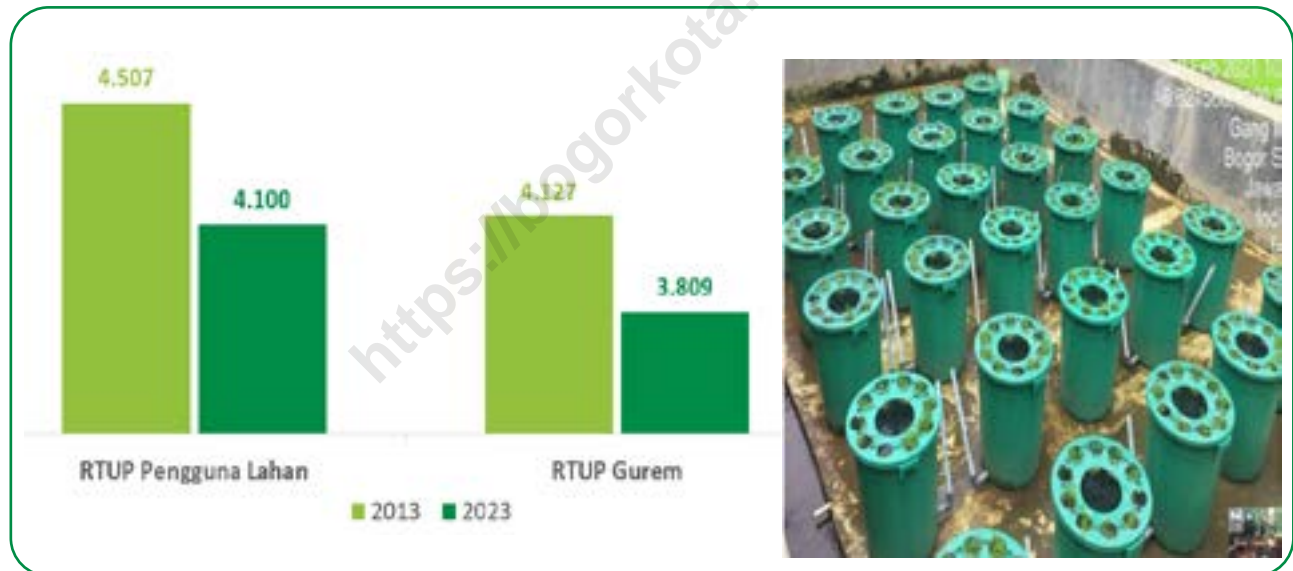 4.507
4.100
4.127
3.809
RTUP Pengguna Lahan
RTUP Gurem
2013
2023
https://bogorkota.
Gang
Bogor S